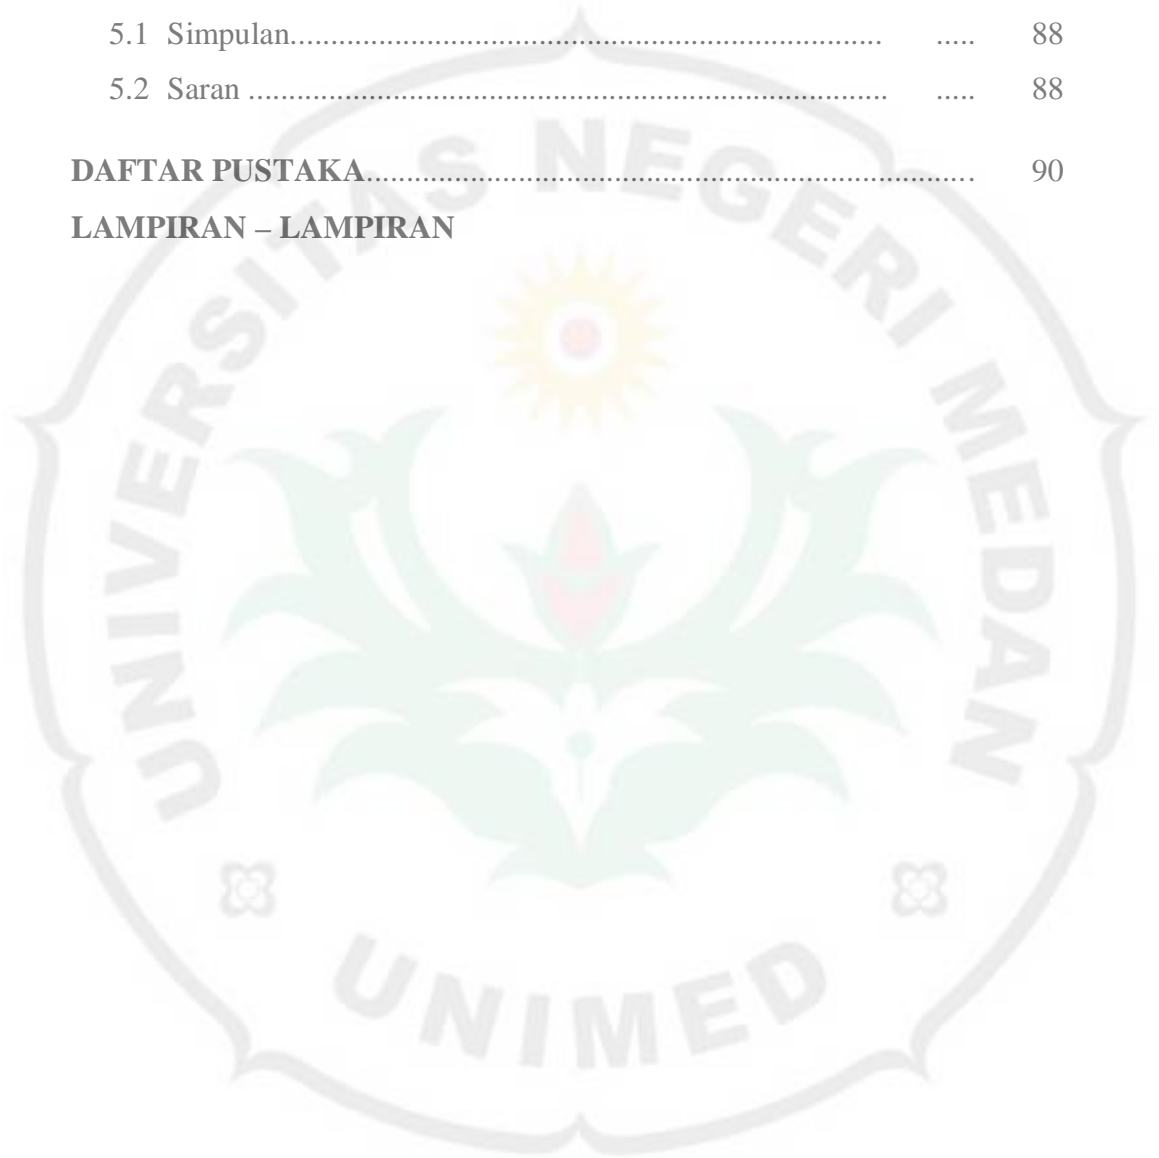 5.1 Simpulan........................................................................ ..... 88
5.2 Saran .............................................................................. ..... 88
DAFTAR PUSTAKA.......................................................................... 90
LAMPIRAN – LAMPIRAN
UNIVERSITAS NEGERI MEDAN
UNIMED